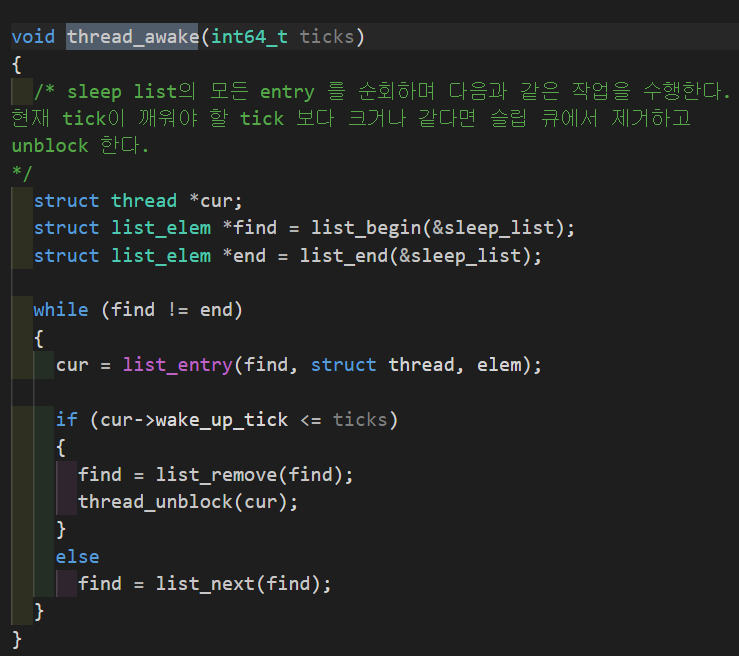 void thread_awake(int64_t ticks)
{
/* sleep list의 모든 entry 를 순회하며 다음과 같은 작업을 수행한다.
현재 tick이 깨워야 할 tick 보다 크거나 같다면 슬립 큐에서 제거하고
unblock 한다.
*/
struct thread *cur;
struct list_elem *find = list_begin(&sleep_list);
struct list_elem *end = list_end(&sleep_list);
while (find != end)
{
cur = list_entry(find, struct thread, elem);
if (cur->wake_up_tick <= ticks)
{
find = list_remove(find);
thread_unblock(cur);
}
else
find = list_next(find);
}
}